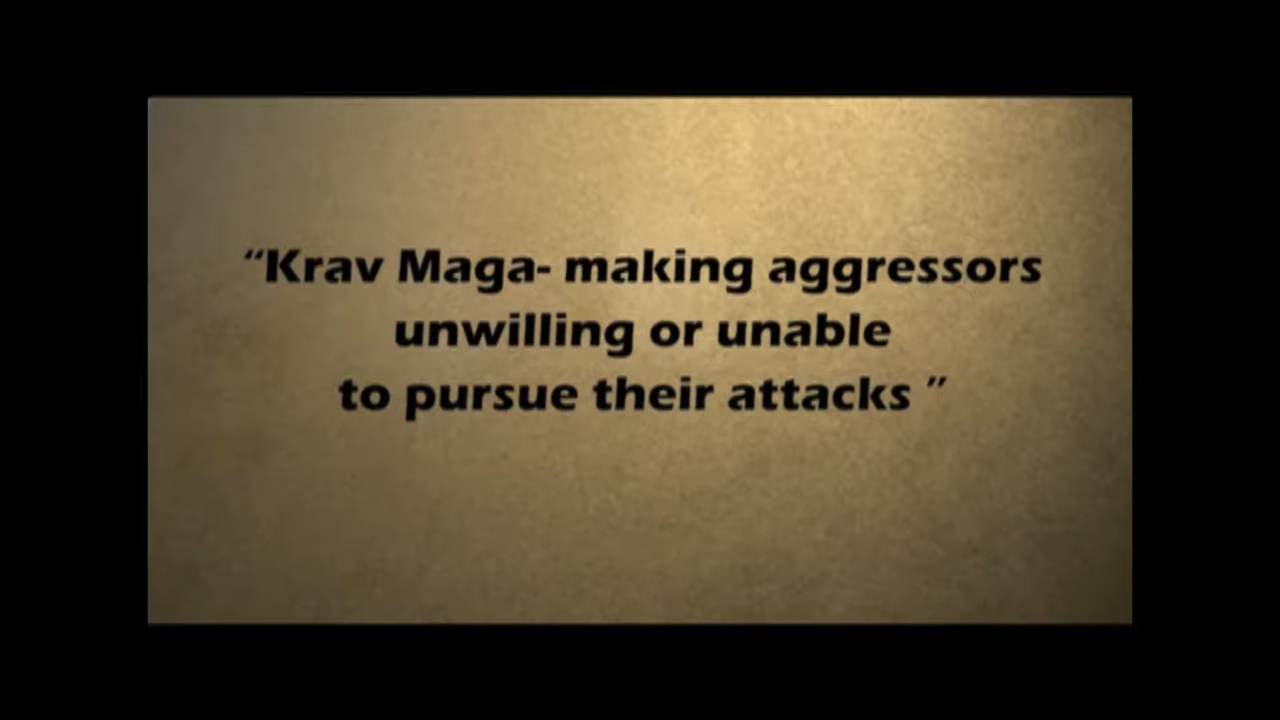 “Krav Maga- making aggressors
unwilling or unable
to pursue their attacks ”